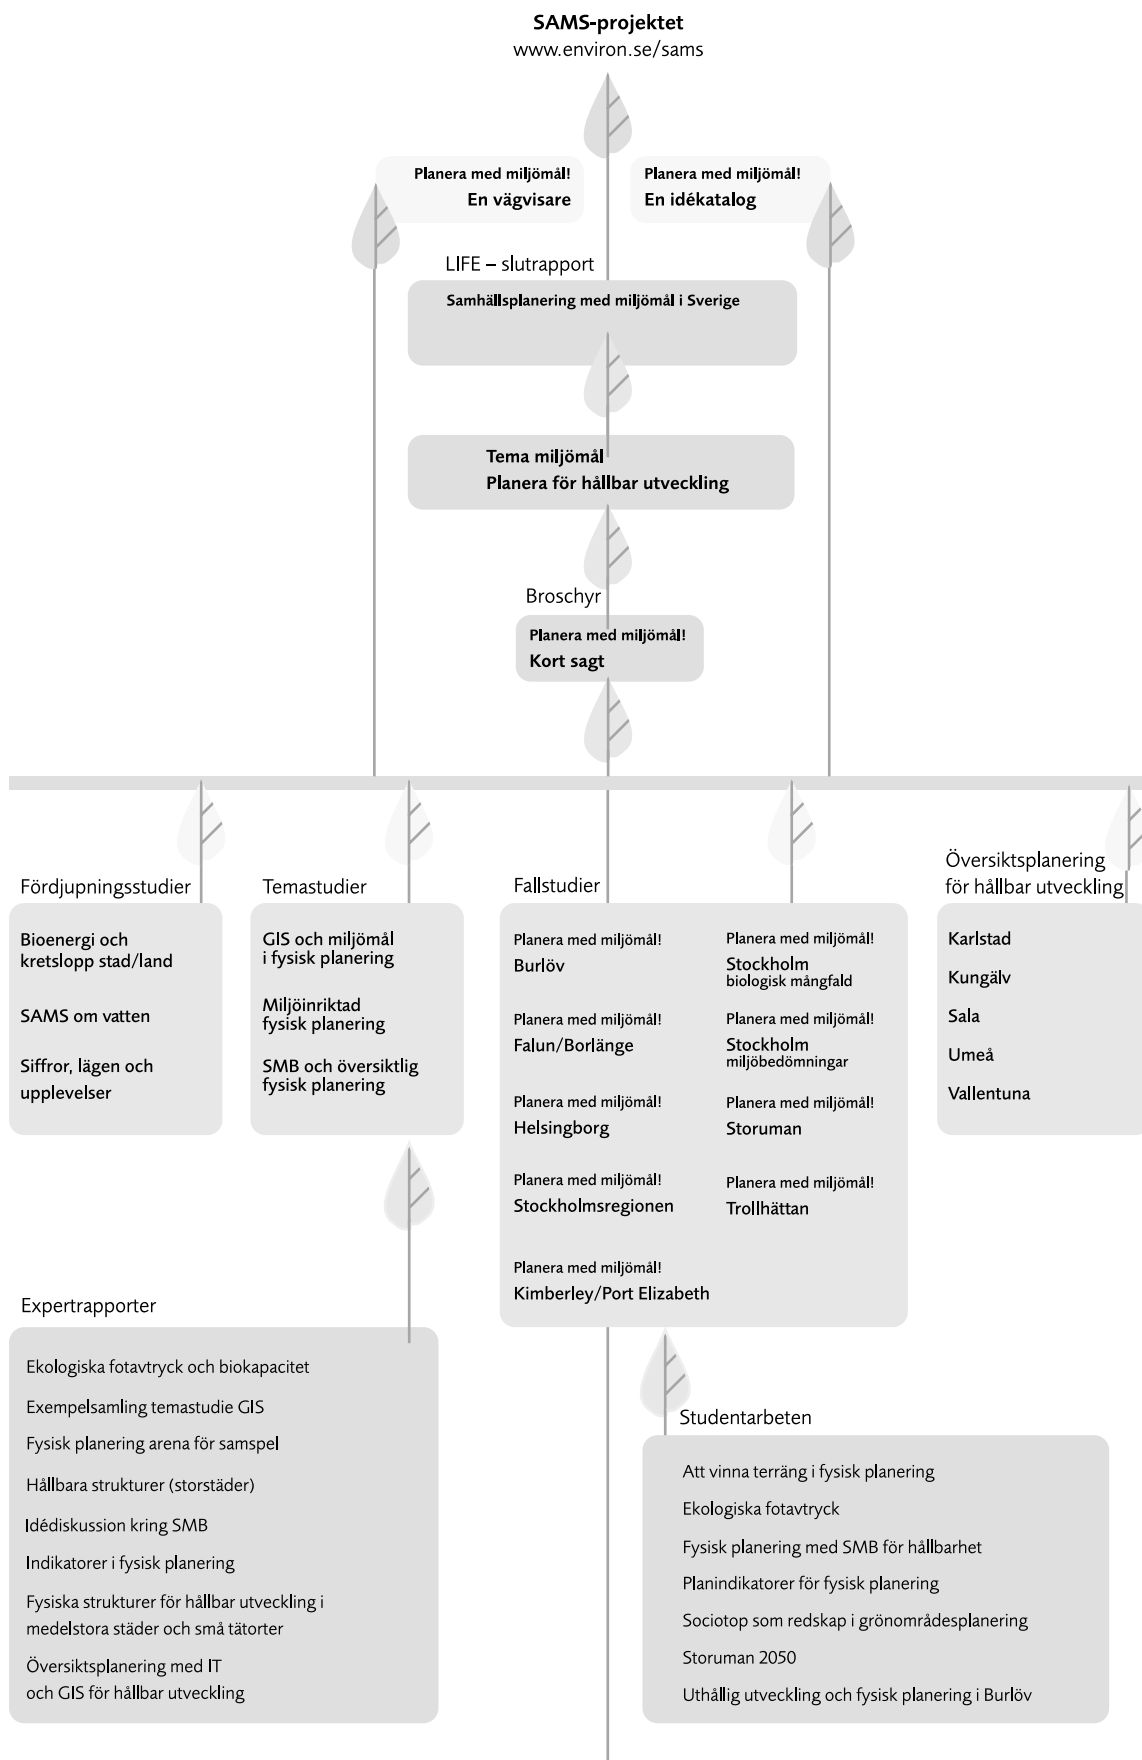 SAMS-projektet
www.environ.se/sams
Planera med miljömål!
En vägvisare
Planera med miljömål!
En idékatalog
LIFE – slutrapport
Samhällsplanering med miljömål i Sverige
Tema miljömål
Planera för hållbar utveckling
Broschyr
Planera med miljömål!
Kort sagt
Fördjupningsstudier
Bioenergi och
kretslopp stad/land
SAMS om vatten
Siffror, lägen och
upplevelser
Temastudier
GIS och miljömål
i fysisk planering
Miljöinriktad
fysisk planering
SMB och översiktlig
fysisk planering
Fallstudier
Planera med miljömål!
Burlöv
Planera med miljömål!
Falun/Borlänge
Planera med miljömål!
Helsingborg
Planera med miljömål!
Stockholmsregionen
Planera med miljömål!
Kimberley/Port Elizabeth
Planera med miljömål!
Stockholm
biologisk mångfald
Planera med miljömål!
Stockholm
miljöbedömningar
Planera med miljömål!
Storuman
Planera med miljömål!
Trollhättan
Översiktsplanering
för hållbar utveckling
Karlstad
Kungälv
Sala
Umeå
Vallentuna
Expertrapporter
Ekologiska fotavtryck och biokapacitet
Exempelsamling temastudie GIS
Fysisk planering arena för samspel
Hållbara strukturer (storstäder)
Idédiskussion kring SMB
Indikatorer i fysisk planering
Fysiska strukturer för hållbar utveckling i
medelstora städer och små tätorter
Översiktsplanering med IT
och GIS för hållbar utveckling
Studentarbeten
Att vinna terräng i fysisk planering
Ekologiska fotavtryck
Fysisk planering med SMB för hållbarhet
Planindikatorer för fysisk planering
Sociotop som redskap i grönområdesplanering
Storuman 2050
Uthållig utveckling och fysisk planering i Burlöv